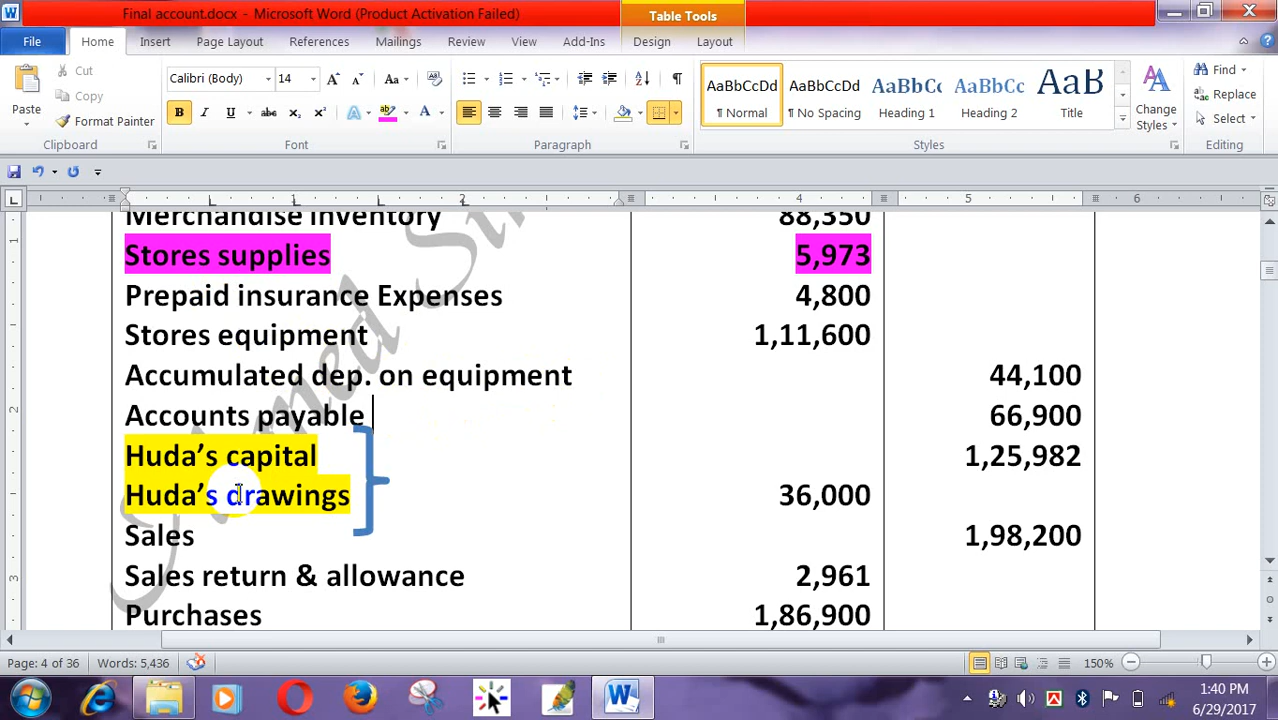 Final account.docx - Microsoft Word (Product Activation Failed)
Table Tools
File Home Insert Page Layout References Mailings Review View Add-Ins Design Layout
Paste
Cut
Copy
Format Painter
Clipboard
Calibri (Body) 14
Font
Paragraph
AaBbCcDd
¶ Normal
AaBbCcDd
¶ No Spacing
AaBbCc
Heading 1
AaBbCc
Heading 2
AaB
Title
Change Styles
Styles
Find
Replace
Select
Editing
1 2 4 5 6
Merchandise inventory 88,350
Stores supplies 5,973
Prepaid insurance Expenses 4,800
Stores equipment 1,11,600
Accumulated dep. on equipment 44,100
Accounts payable 66,900
Huda’s capital 1,25,982
Huda’s drawings 36,000
Sales 1,98,200
Sales return & allowance 2,961
Purchases 1,86,900
Page: 4 of 36 Words: 5,436 150%
1:40 PM
6/29/2017